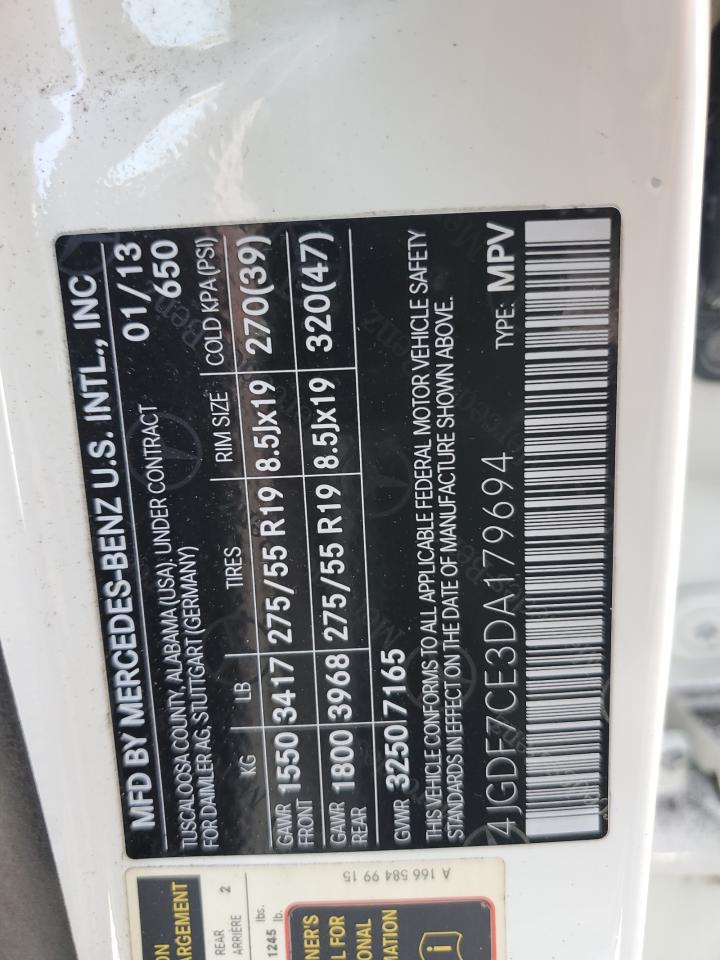 MFD BY MERCEDES-BENZ U.S. INTL., INC
TUSCALOOSA COUNTY, ALABAMA (USA), UNDER CONTRACT 01/13
FOR DAIMLER AG, STUTTGART (GERMANY) 650
KG LB TIRES RIM SIZE COLD KPA(PSI)
GAWR FRONT 1550 3417 275/55 R19 8.5Jx19 270(39)
GAWR REAR 1800 3968 275/55 R19 8.5Jx19 320(47)
GWR 3250 7165
THIS VEHICLE CONFORMS TO ALL APPLICABLE FEDERAL MOTOR VEHICLE SAFETY
STANDARDS IN EFFECT ON THE DATE OF MANUFACTURE SHOWN ABOVE.
4JGDF7CE3DA179694 TYPE: MPV
REAR
ARRIÈRE 2
1245 lbs.
lb.
A 166 584 99 15